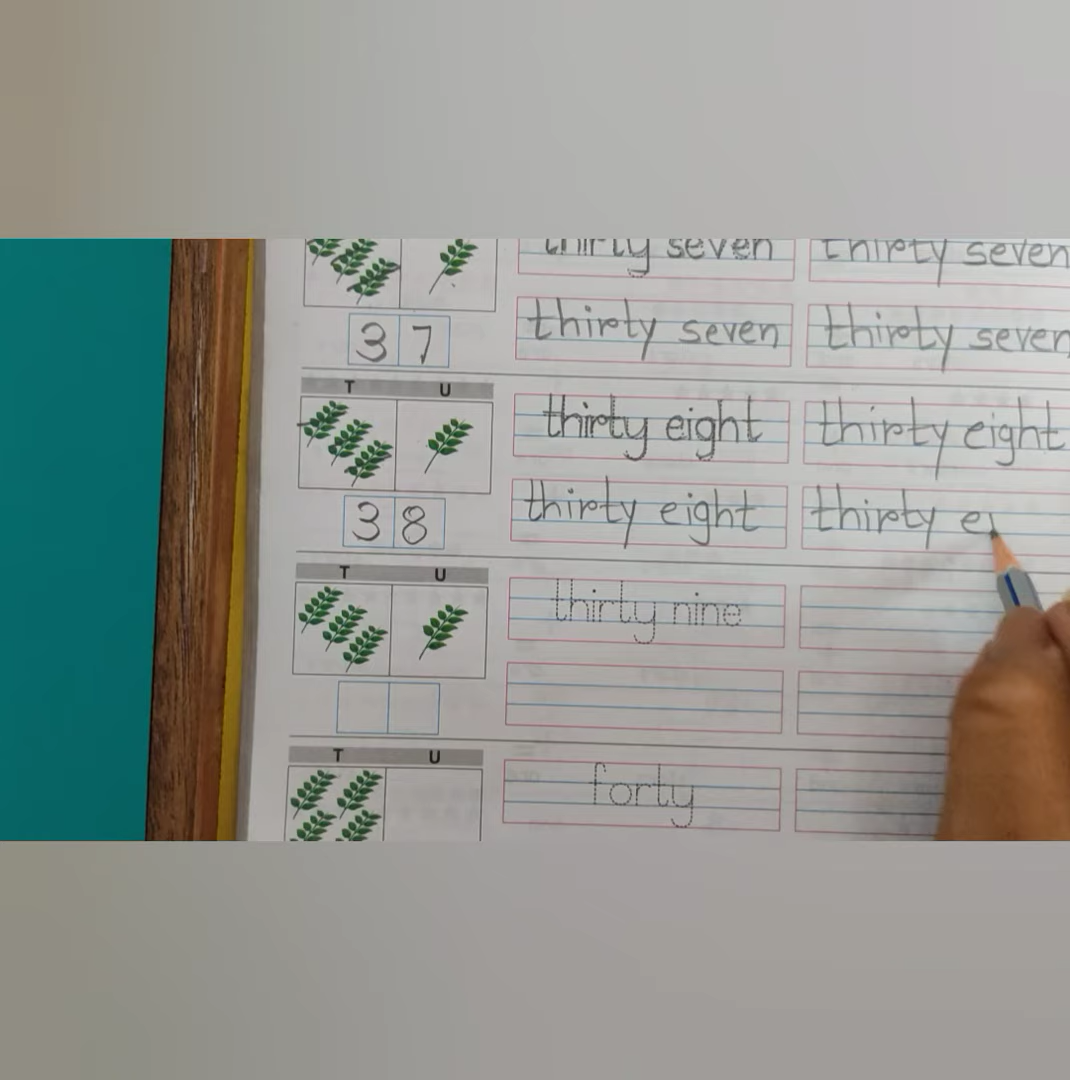 thirty seven thirty seven
3 7 thirty seven thirty seven
T U
thirty eight thirty eight
3 8 thirty eight thirty ei
T U
thirty nine
T U
forty